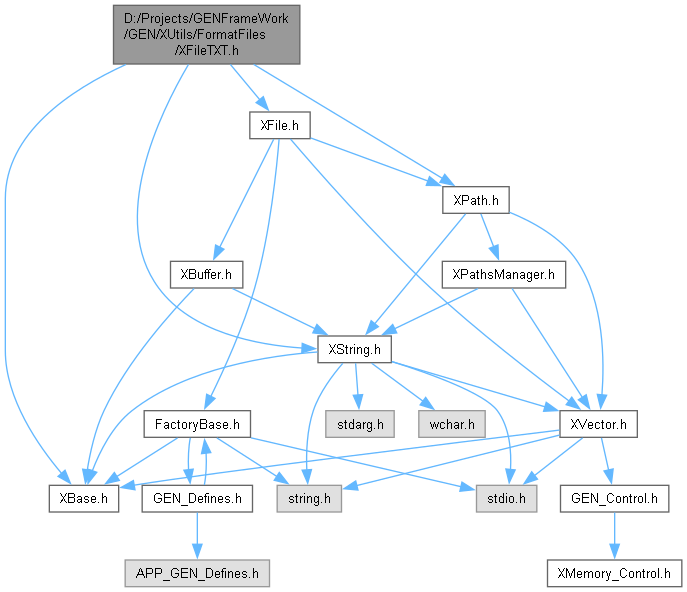 D:/Projects/GENFrameWork
/GEN/XUtils/FormatFiles
/XFileTXT.h
XFile.h
XPath.h
XBuffer.h
XPathsManager.h
XString.h
FactoryBase.h
stdarg.h
wchar.h
XVector.h
XBase.h
GEN_Defines.h
string.h
stdio.h
GEN_Control.h
APP_GEN_Defines.h
XMemory_Control.h